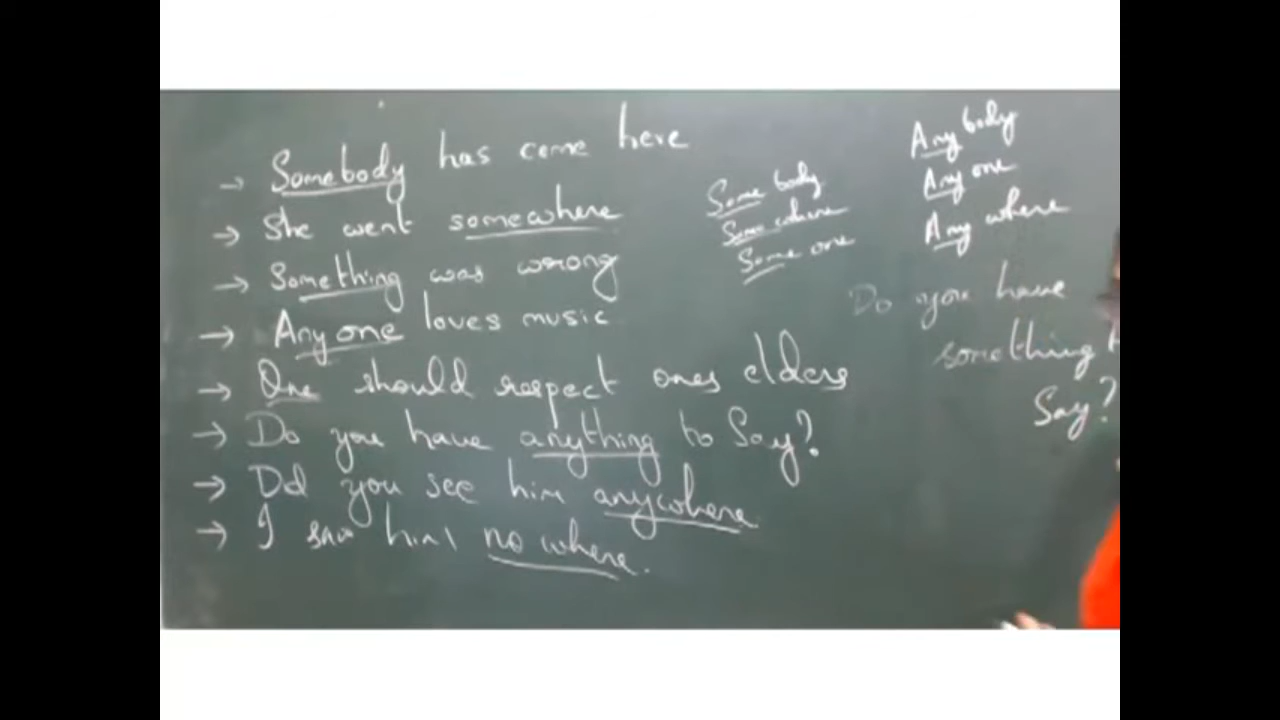 → Somebody has come here
→ She went somewhere
→ Something was wrong
→ Any one loves music
→ One should respect ones elders
→ Do you have anything to Say?
→ Did you see him anywhere
→ I saw him no where.
Some body
Some where
Some one
Any body
Any one
Any where
Do you have
something
Say?